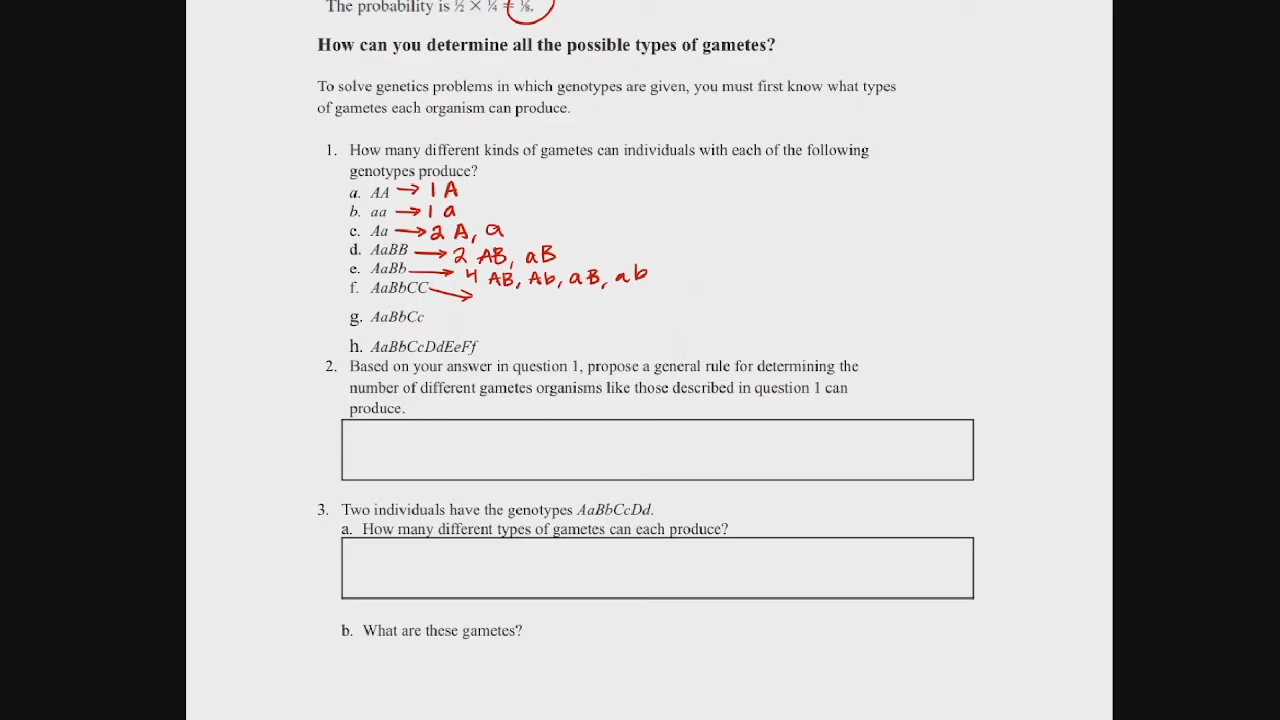 The probability is ½ × ¼ = ⅛.
How can you determine all the possible types of gametes?
To solve genetics problems in which genotypes are given, you must first know what types
of gametes each organism can produce.
1. How many different kinds of gametes can individuals with each of the following
genotypes produce?
a. AA → 1 A
b. aa → 1 a
c. Aa → 2 A, a
d. AaBB → 2 AB, aB
e. AaBb → 4 AB, Ab, aB, ab
f. AaBbCC →
g. AaBbCc
h. AaBbCcDdEeFf
2. Based on your answer in question 1, propose a general rule for determining the
number of different gametes organisms like those described in question 1 can
produce.
3. Two individuals have the genotypes AaBbCcDd.
a. How many different types of gametes can each produce?
b. What are these gametes?